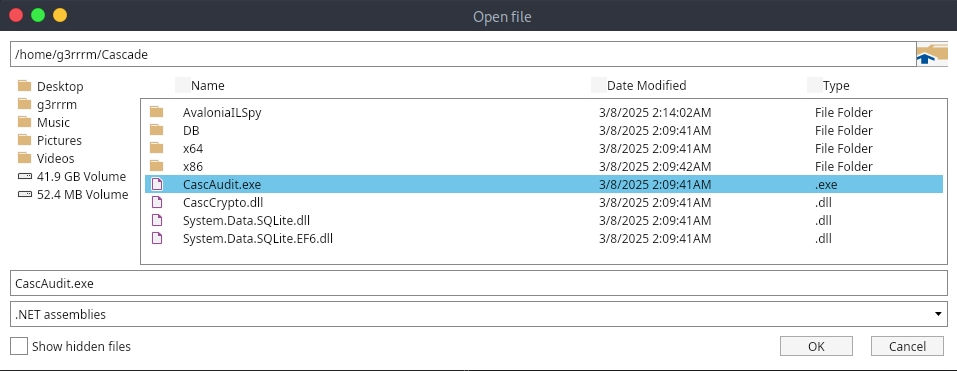 Open file
/home/g3rrrm/Cascade
Desktop
g3rrrm
Music
Pictures
Videos
41.9 GB Volume
52.4 MB Volume
Name Date Modified Type
AvaloniaILSpy 3/8/2025 2:14:02AM File Folder
DB 3/8/2025 2:09:41AM File Folder
x64 3/8/2025 2:09:41AM File Folder
x86 3/8/2025 2:09:42AM File Folder
CascAudit.exe 3/8/2025 2:09:41AM .exe
CascCrypto.dll 3/8/2025 2:09:41AM .dll
System.Data.SQLite.dll 3/8/2025 2:09:41AM .dll
System.Data.SQLite.EF6.dll 3/8/2025 2:09:41AM .dll
CascAudit.exe
.NET assemblies
Show hidden files OK Cancel